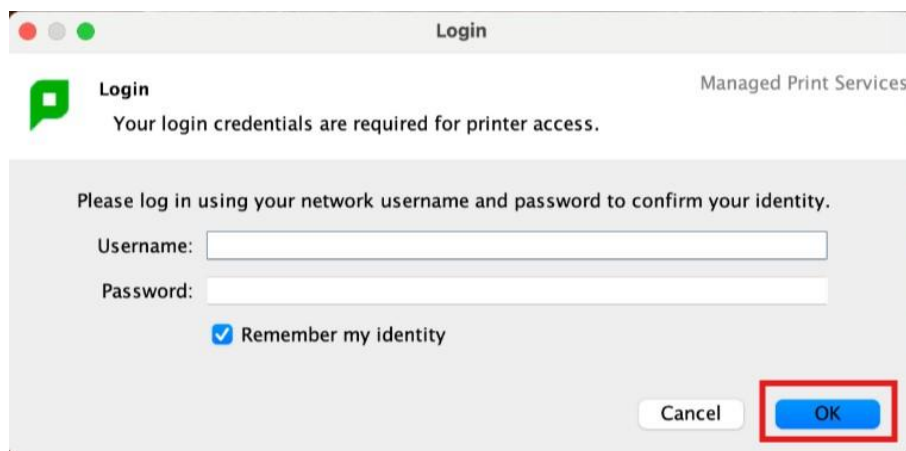 Login
Login
Managed Print Services
Your login credentials are required for printer access.
Please log in using your network username and password to confirm your identity.
Username:
Password:
Remember my identity
Cancel
OK